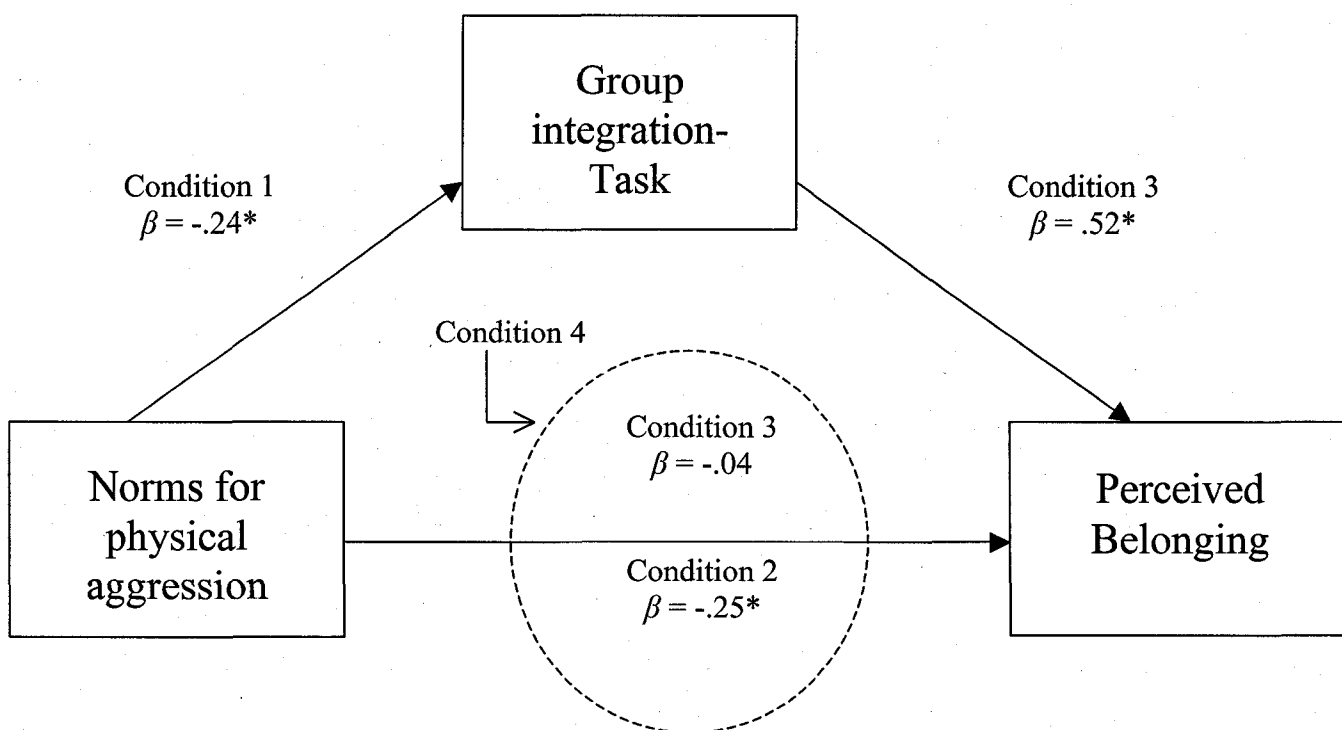 Group
integration-
Task
Condition 1
β = -.24*
Condition 3
β = .52*
Condition 4
Condition 3
β = -.04
Norms for
physical
aggression
Perceived
Belonging
Condition 2
β = -.25*